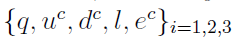 {q, u^c, d^c, l, e^c}_{i=1,2,3}